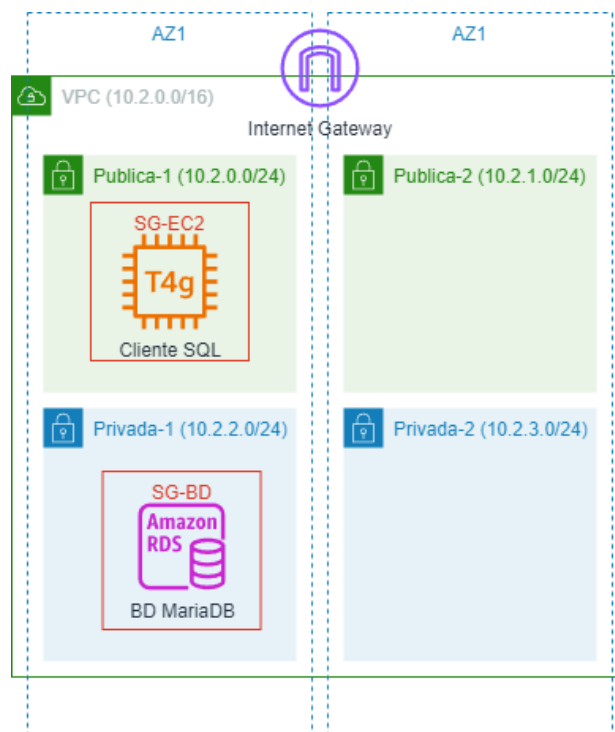 AZ1
AZ1
VPC (10.2.0.0/16)
Internet Gateway
Publica-1 (10.2.0.0/24)
Publica-2 (10.2.1.0/24)
SG-EC2
T4g
Cliente SQL
Privada-1 (10.2.2.0/24)
Privada-2 (10.2.3.0/24)
SG-BD
Amazon
RDS
BD MariaDB